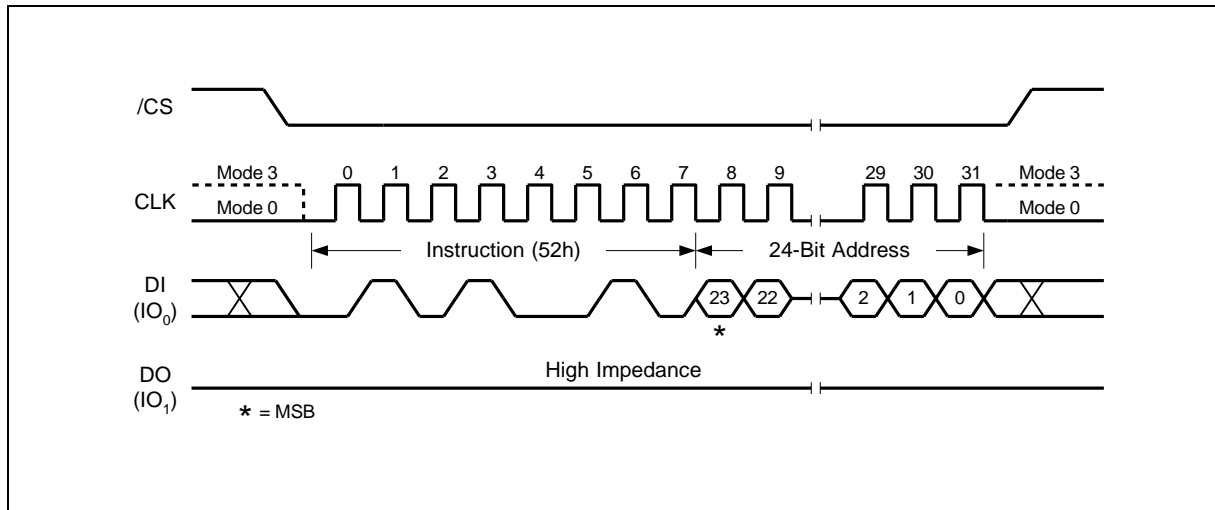 /CS
Mode 3 0 1 2 3 4 5 6 7 8 9 29 30 31 Mode 3
CLK
Mode 0 Mode 0
Instruction (52h) 24-Bit Address
DI
(IO0)
23 22 2 1 0
*
High Impedance
DO
(IO1)
* = MSB